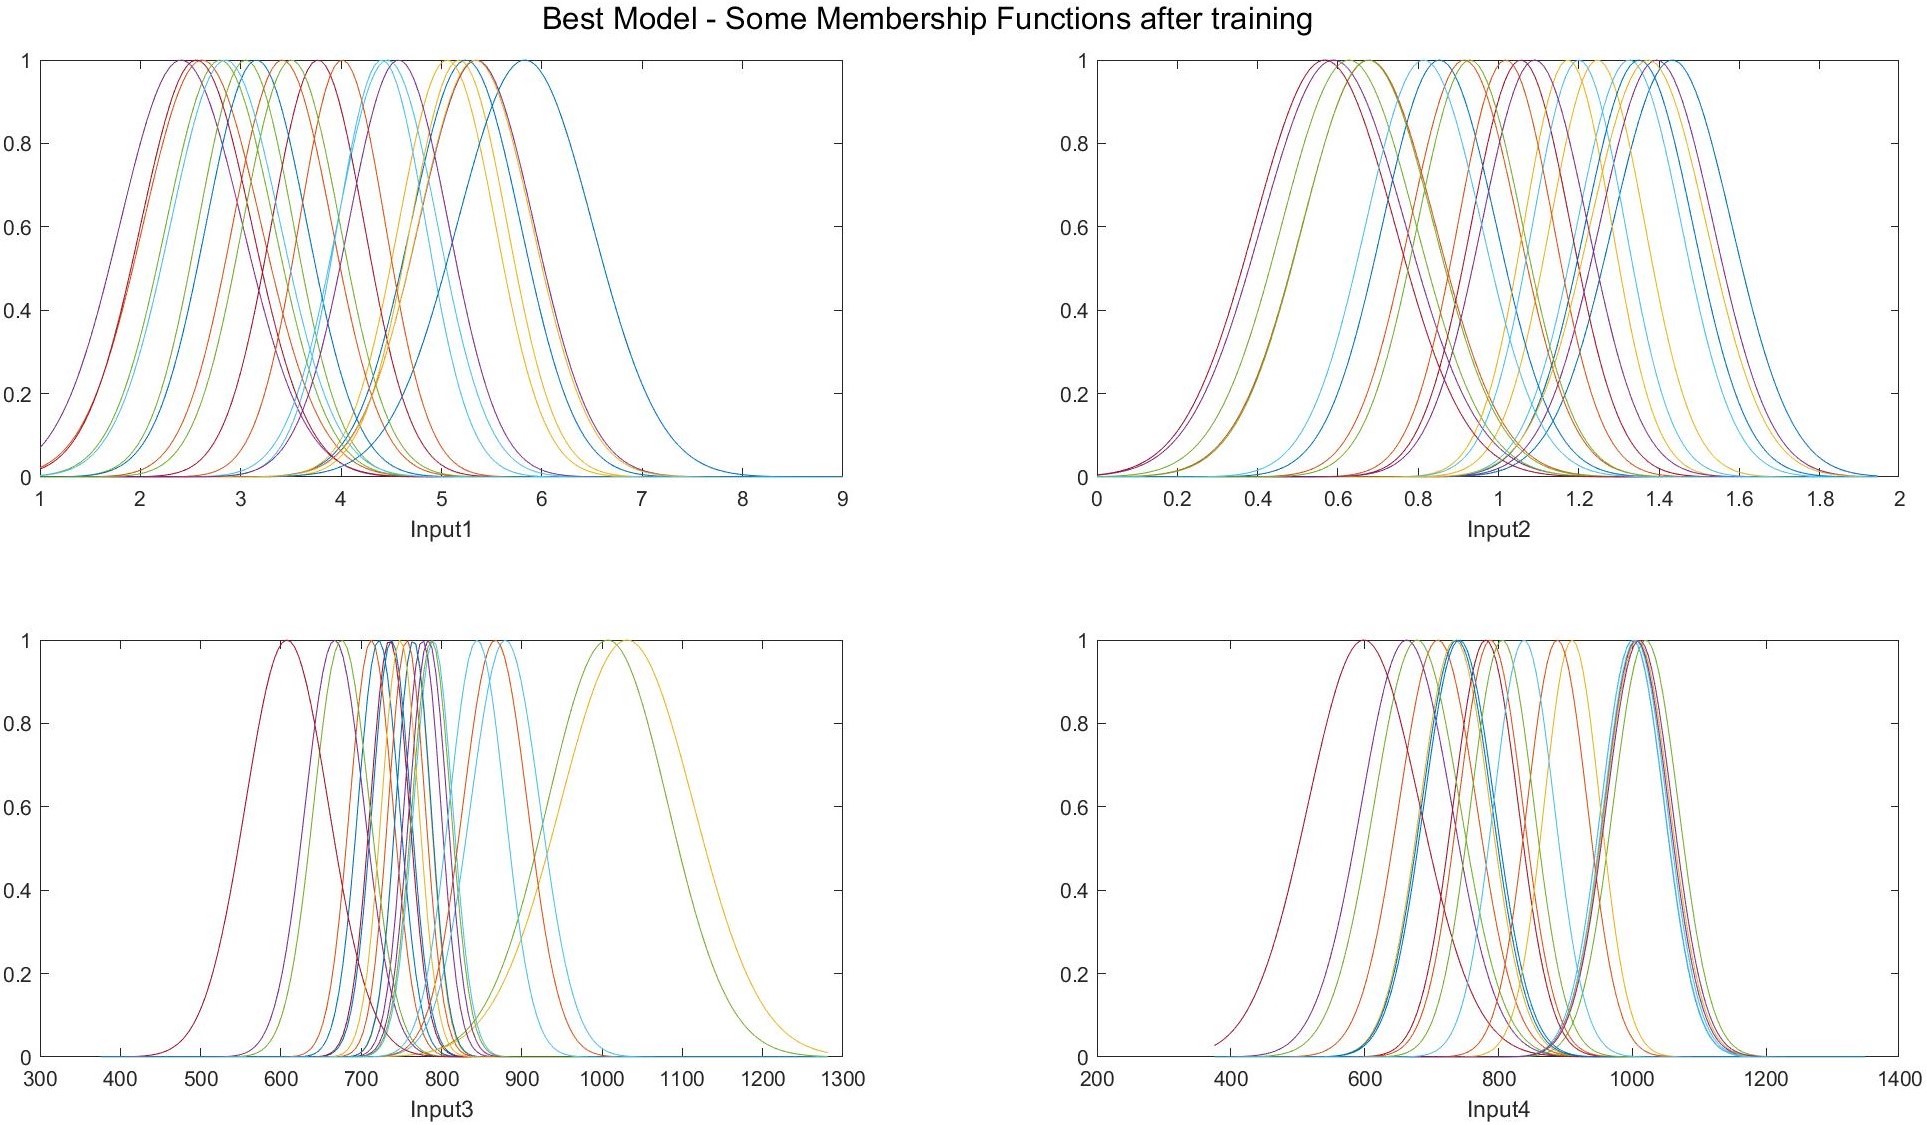 Best Model - Some Membership Functions after training
1
0.8
0.6
0.4
0.2
0
1 2 3 4 5 6 7 8 9
Input1
1
0.8
0.6
0.4
0.2
0
0 0.2 0.4 0.6 0.8 1 1.2 1.4 1.6 1.8 2
Input2
1
0.8
0.6
0.4
0.2
0
300 400 500 600 700 800 900 1000 1100 1200 1300
Input3
1
0.8
0.6
0.4
0.2
0
200 400 600 800 1000 1200 1400
Input4